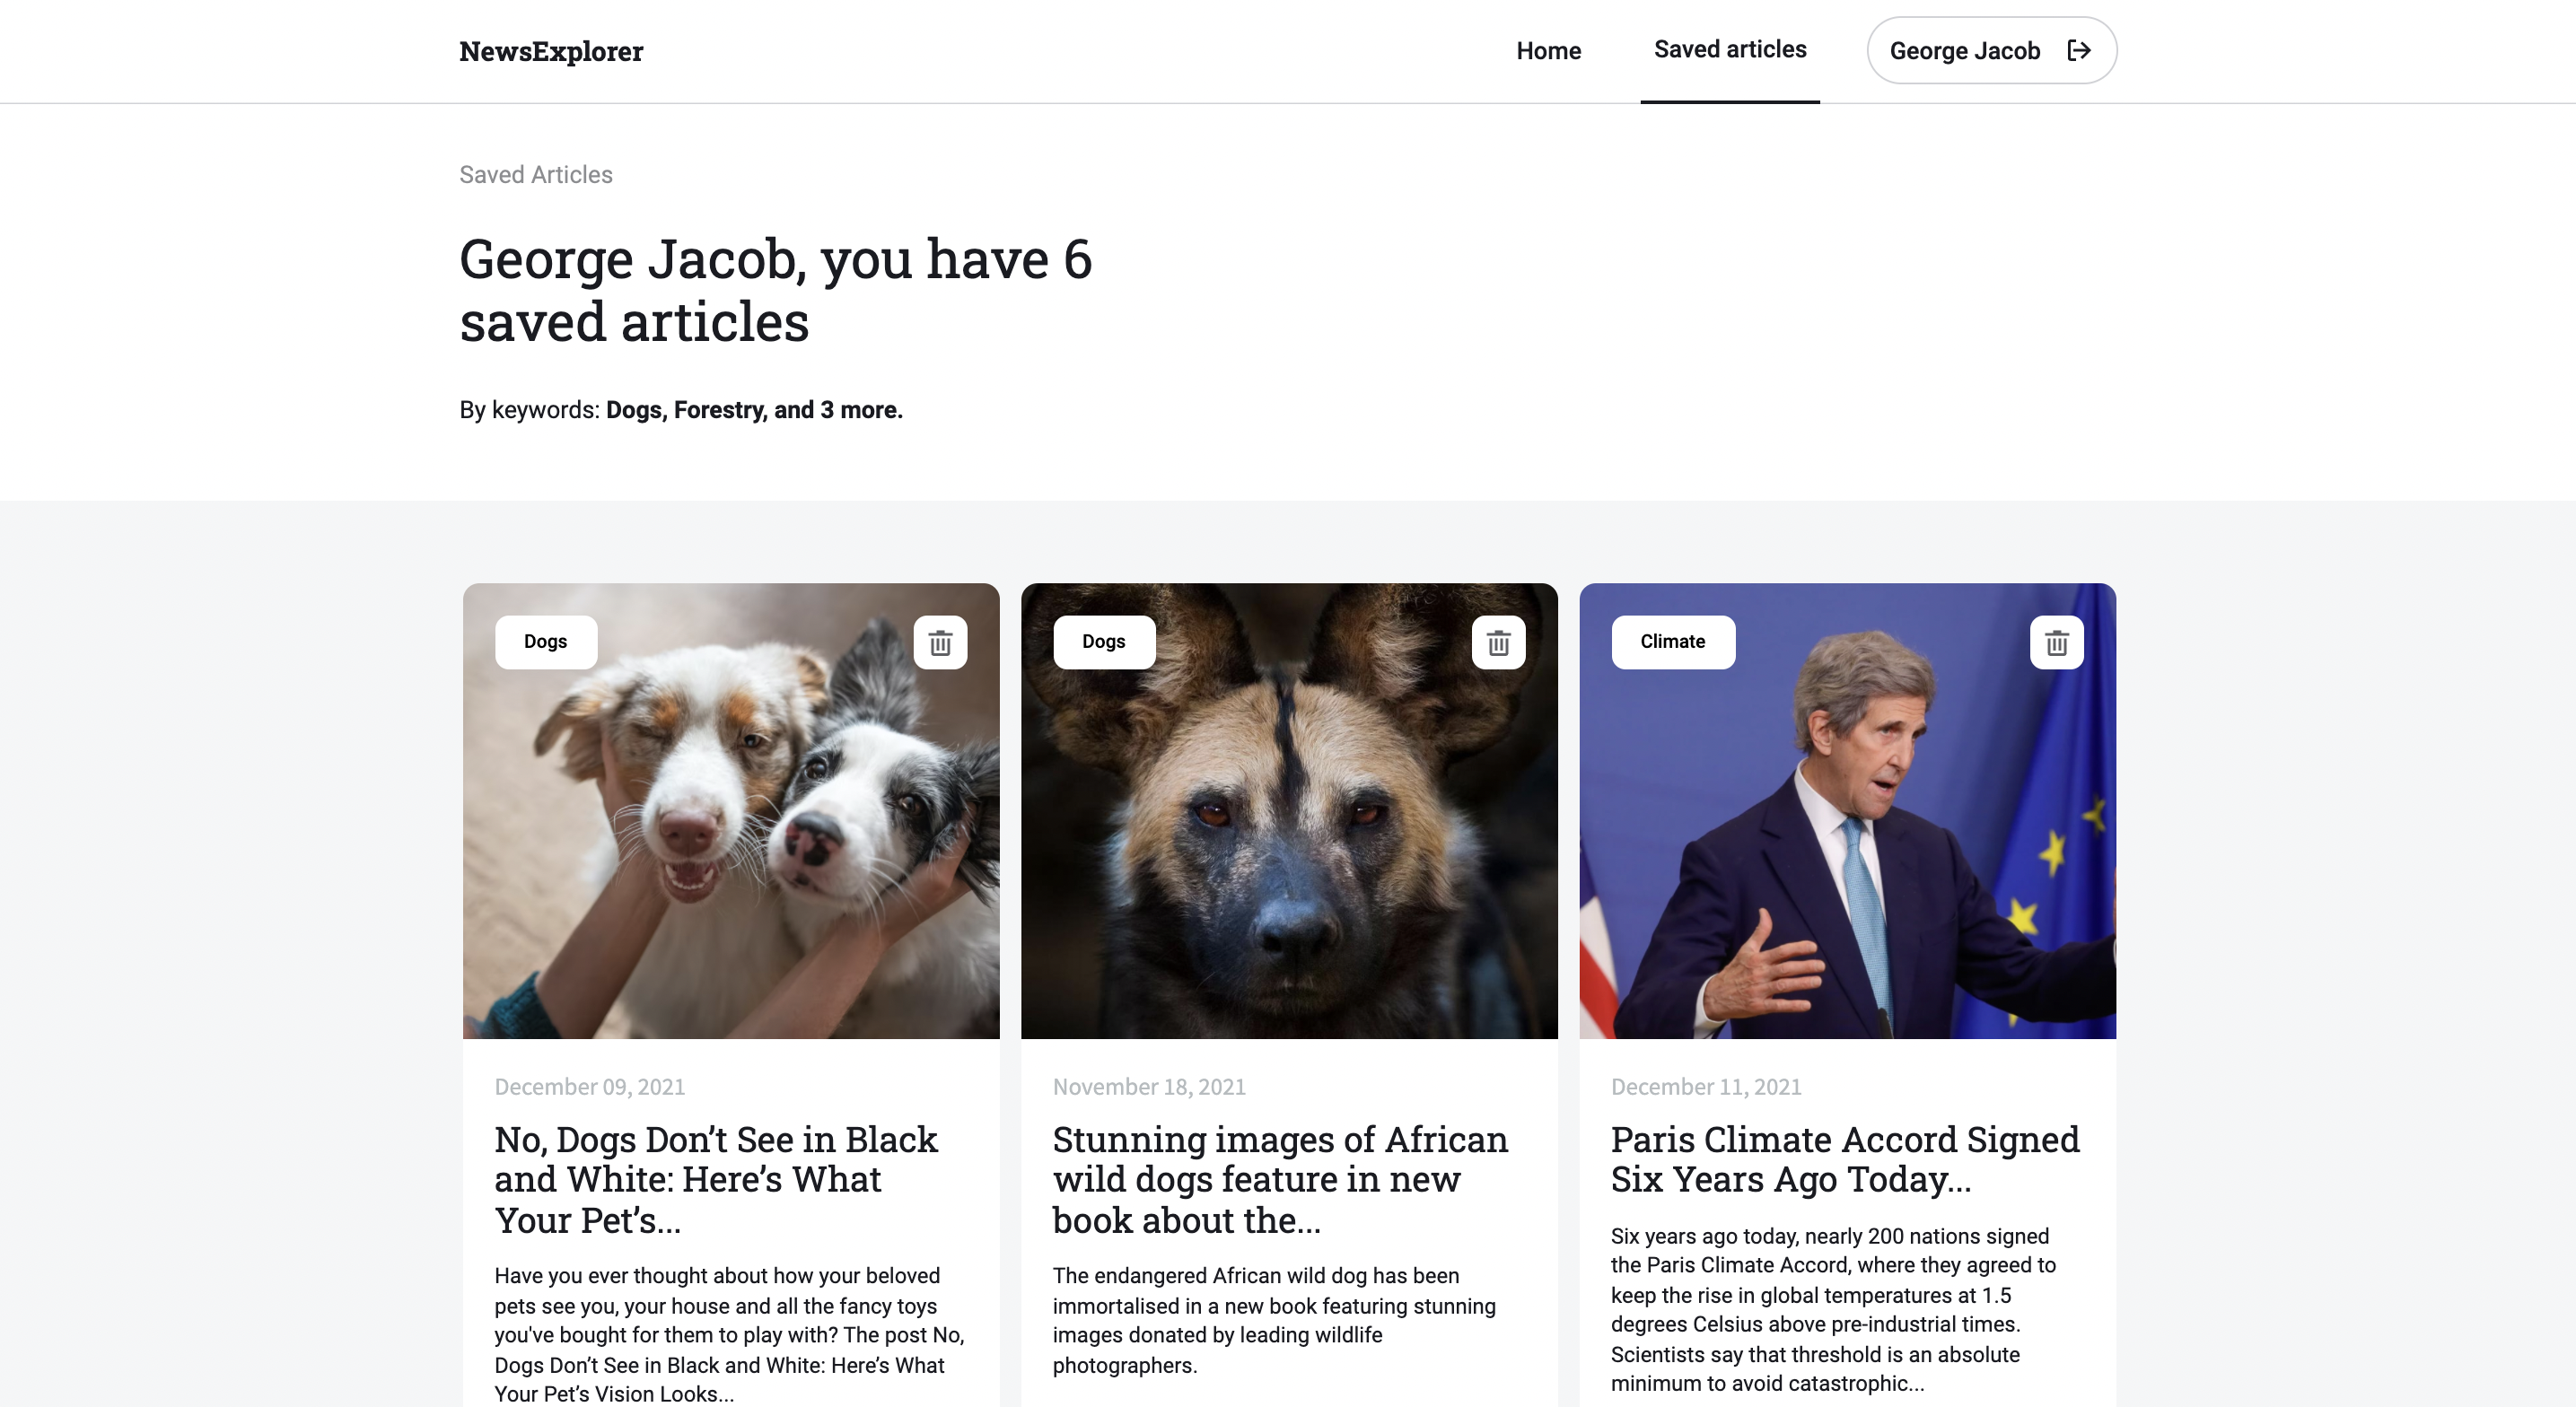 NewsExplorer
Home
Saved articles
George Jacob
Saved Articles
George Jacob, you have 6
saved articles
By keywords: Dogs, Forestry, and 3 more.
Dogs
Dogs
Climate
December 09, 2021
No, Dogs Don’t See in Black
and White: Here’s What
Your Pet’s...
Have you ever thought about how your beloved
pets see you, your house and all the fancy toys
you've bought for them to play with? The post No,
Dogs Don’t See in Black and White: Here’s What
Your Pet’s Vision Looks...
November 18, 2021
Stunning images of African
wild dogs feature in new
book about the...
The endangered African wild dog has been
immortalised in a new book featuring stunning
images donated by leading wildlife
photographers.
December 11, 2021
Paris Climate Accord Signed
Six Years Ago Today...
Six years ago today, nearly 200 nations signed
the Paris Climate Accord, where they agreed to
keep the rise in global temperatures at 1.5
degrees Celsius above pre-industrial times.
Scientists say that threshold is an absolute
minimum to avoid catastrophic...